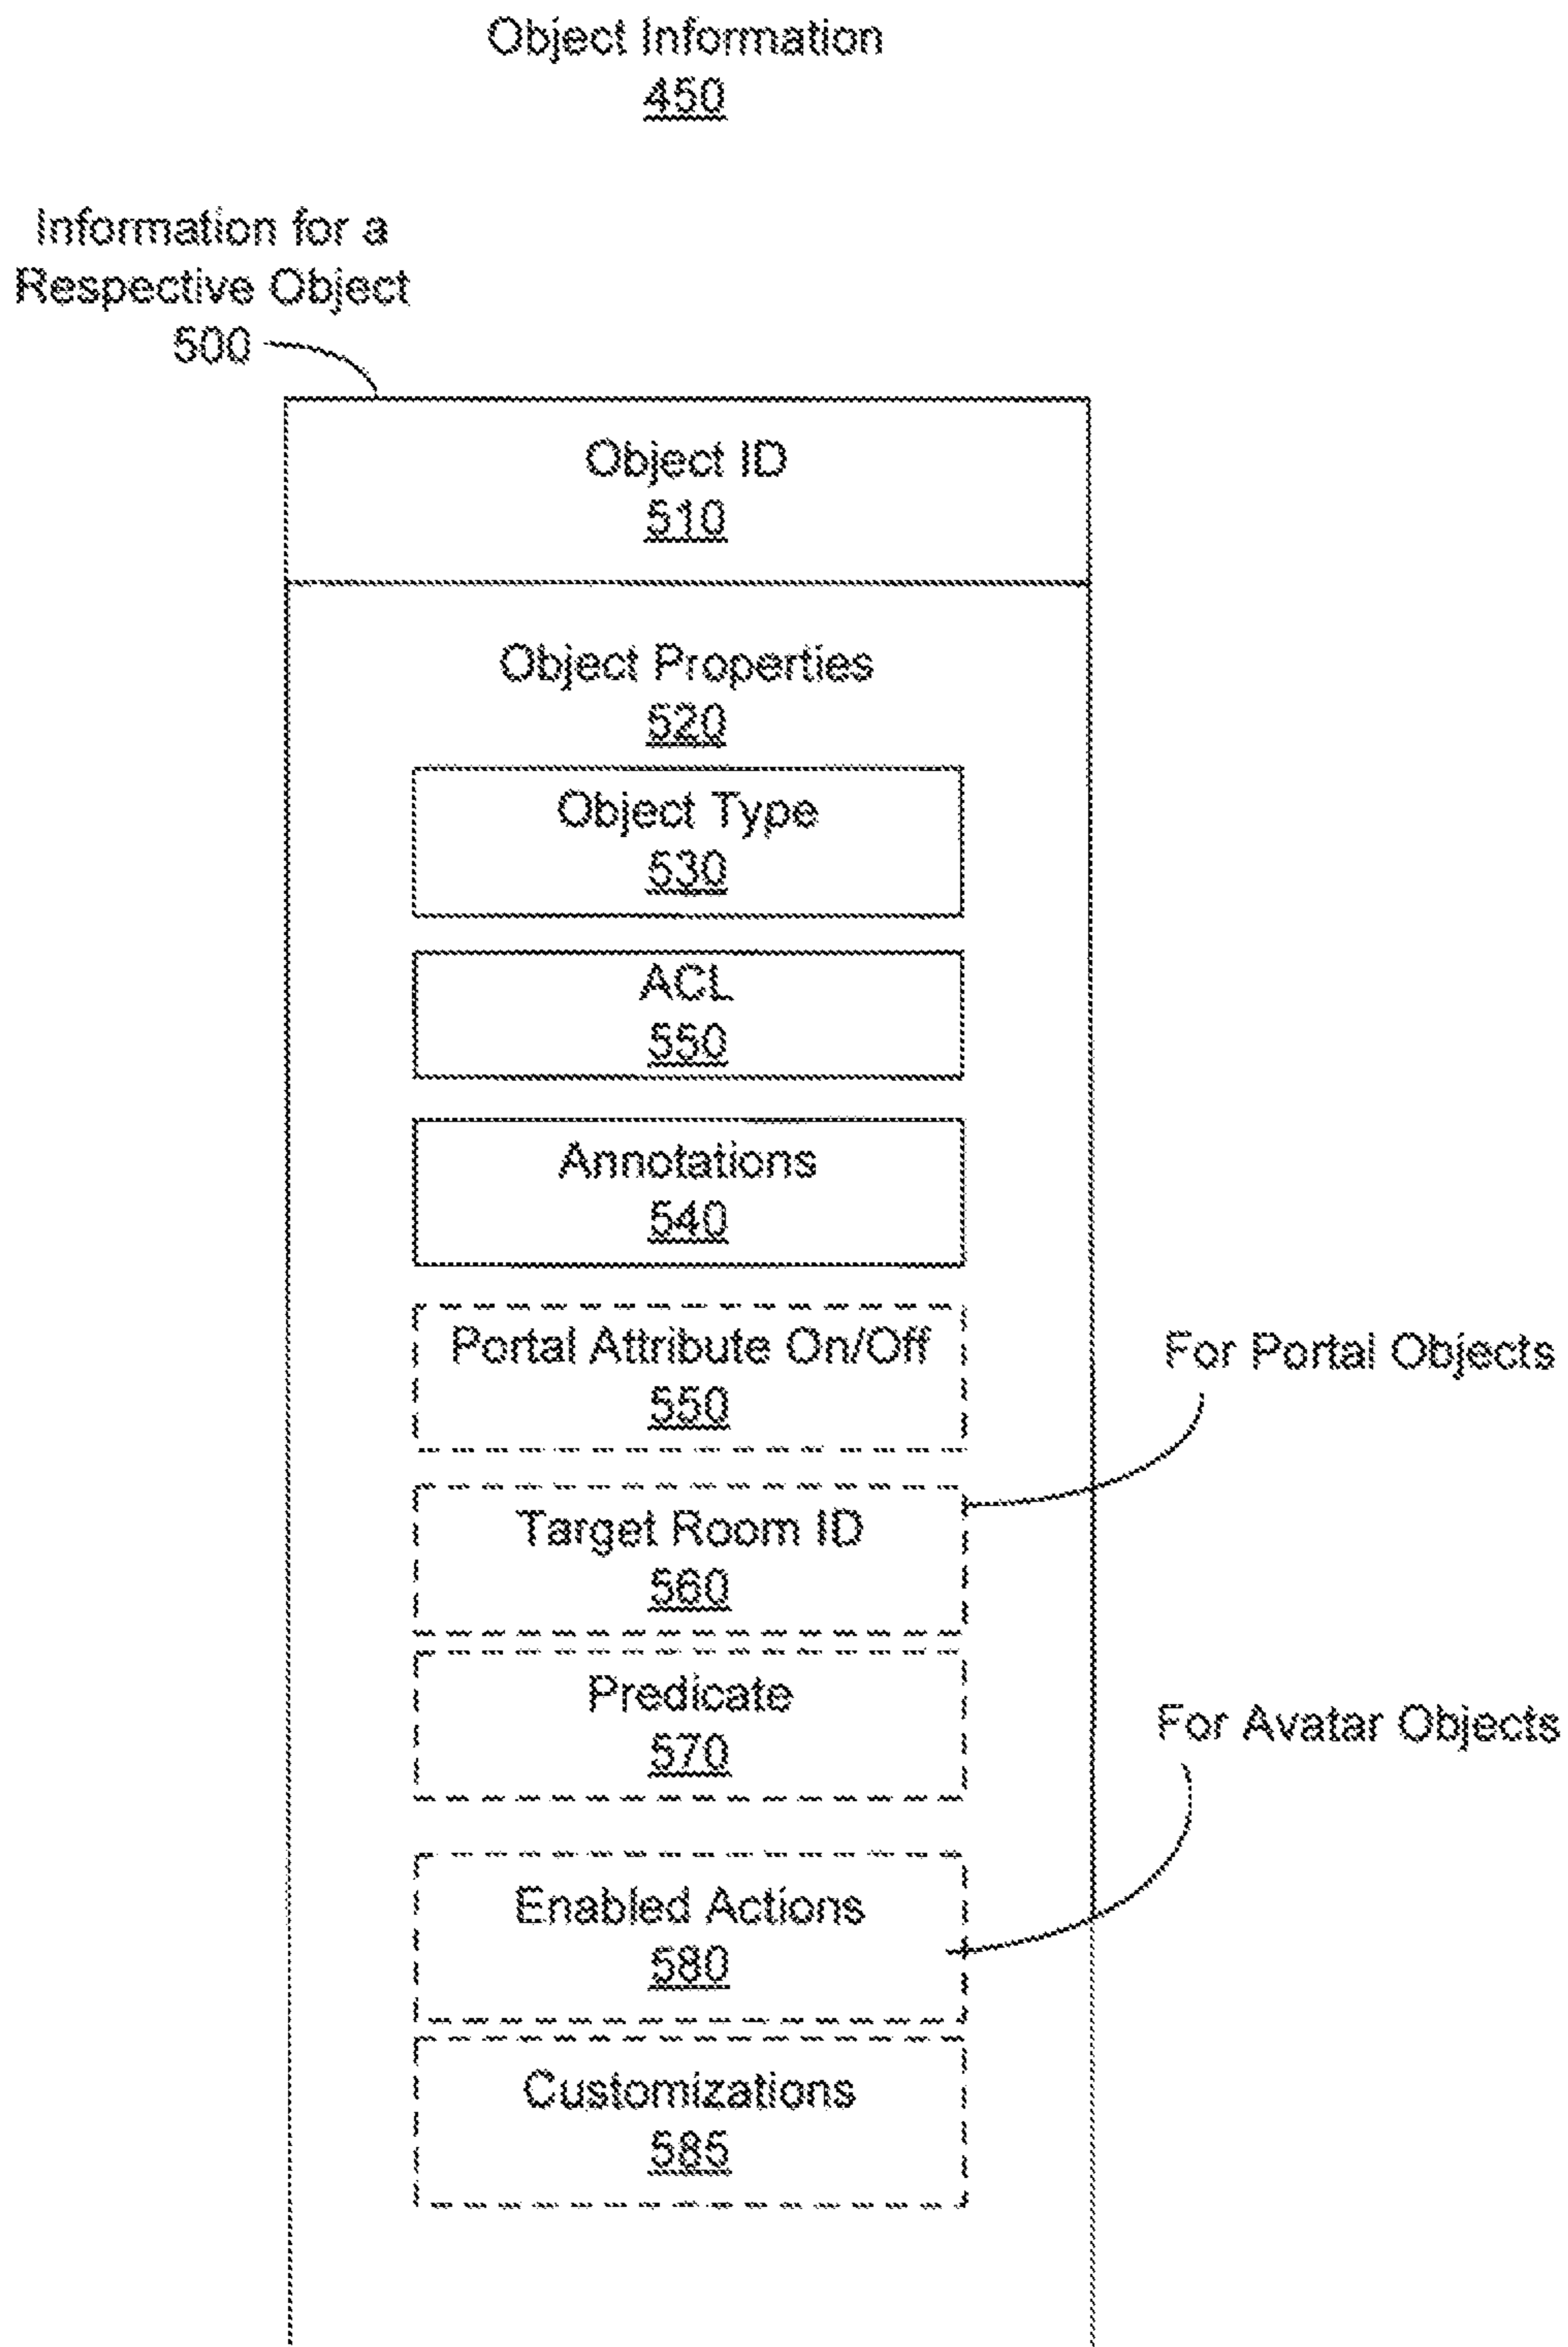 Object Information
450
Information for a
Respective Object
500
Object ID
510
Object Properties
520
Object Type
530
ACL
550
Annotations
540
Portal Attribute On/Off
550
For Portal Objects
Target Room ID
560
Predicate
570
For Avatar Objects
Enabled Actions
580
Customizations
585